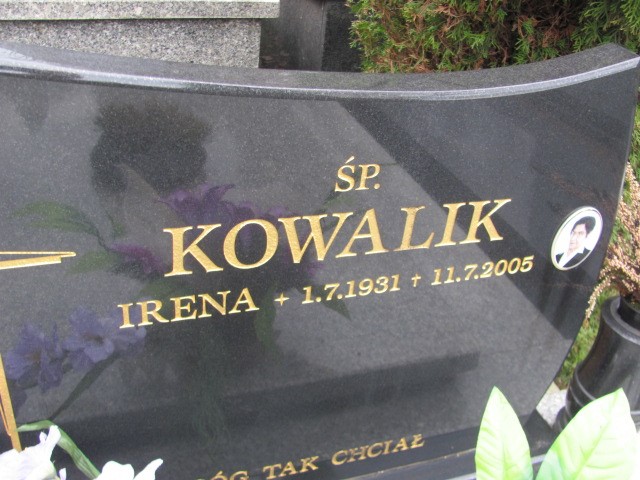 ŚP.
KOWALIK
IRENA + 1.7.1931 † 11.7.2005
TAK CHCIAŁ